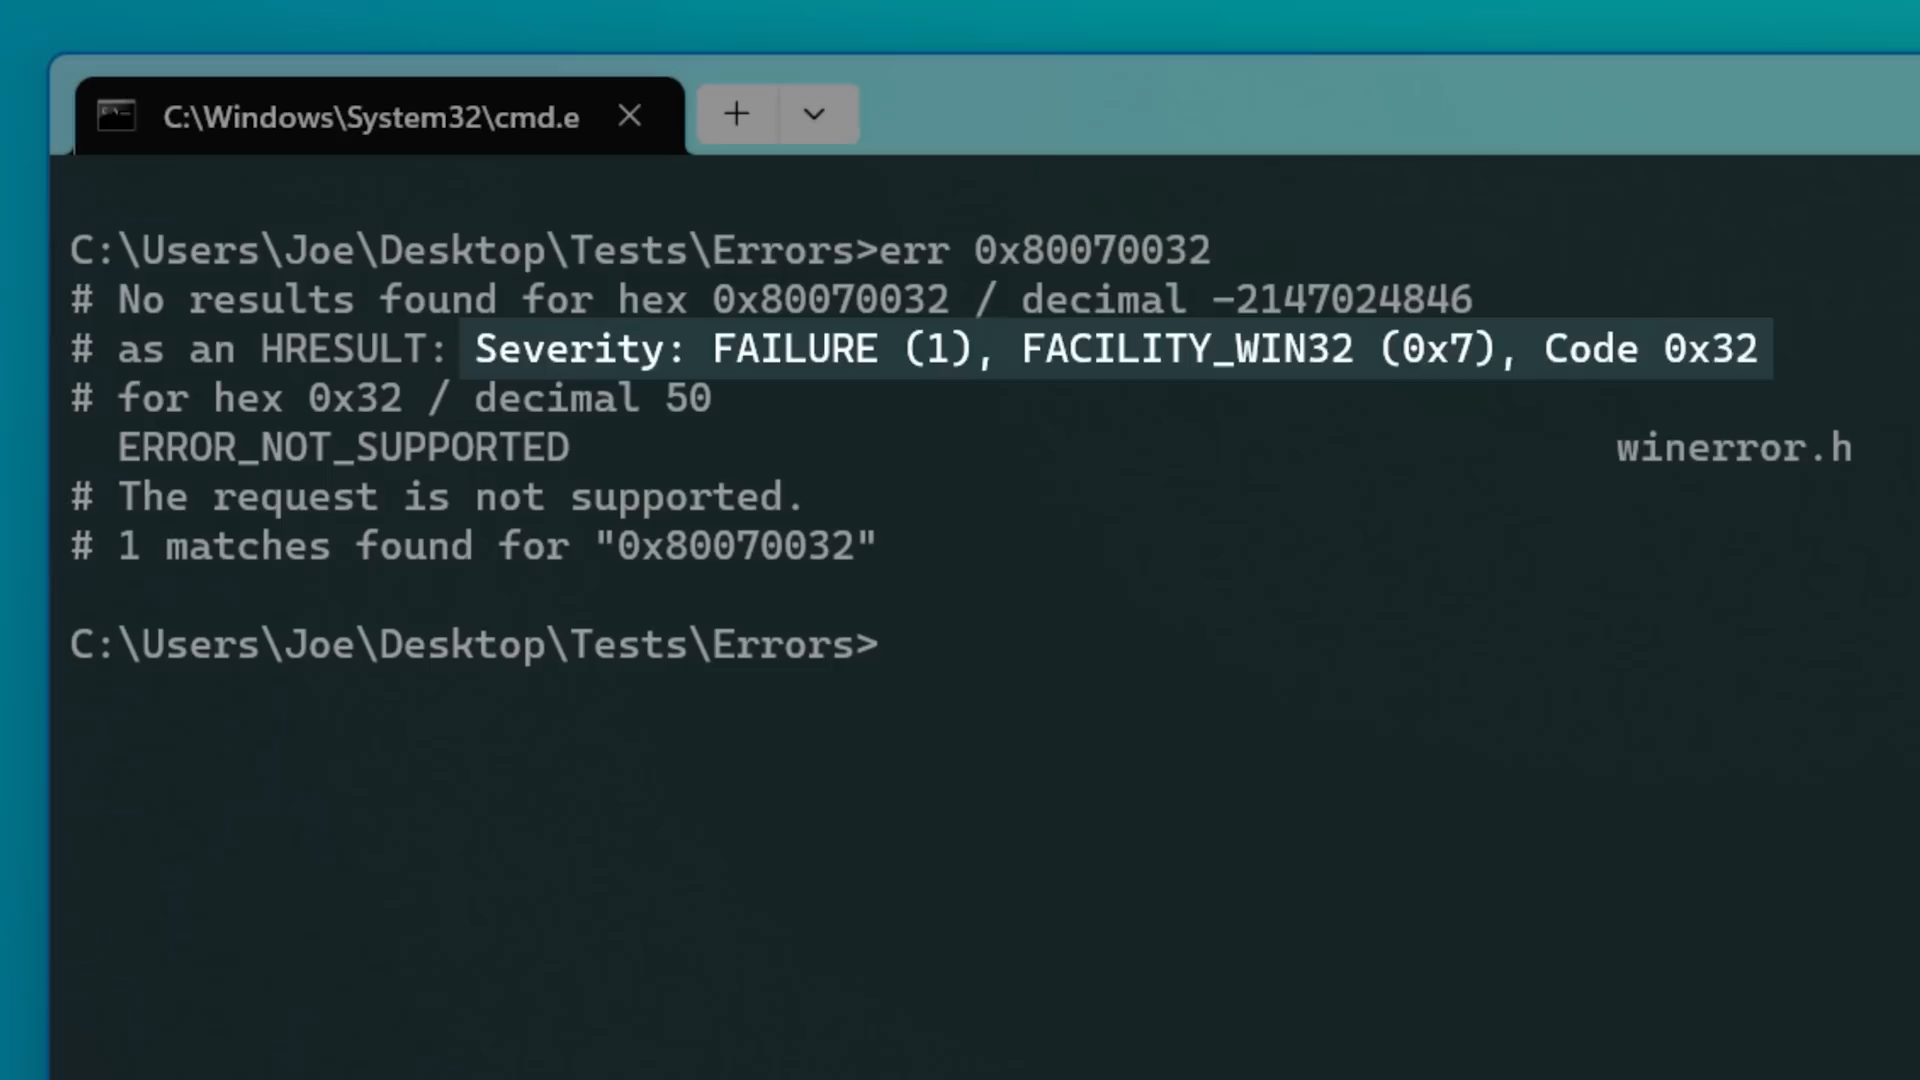 C:\Windows\System32\cmd.e
C:\Users\Joe\Desktop\Tests\Errors>err 0x80070032
# No results found for hex 0x80070032 / decimal -2147024846
# as an HRESULT: Severity: FAILURE (1), FACILITY_WIN32 (0x7), Code 0x32
# for hex 0x32 / decimal 50
ERROR_NOT_SUPPORTED winerror.h
# The request is not supported.
# 1 matches found for "0x80070032"
C:\Users\Joe\Desktop\Tests\Errors>